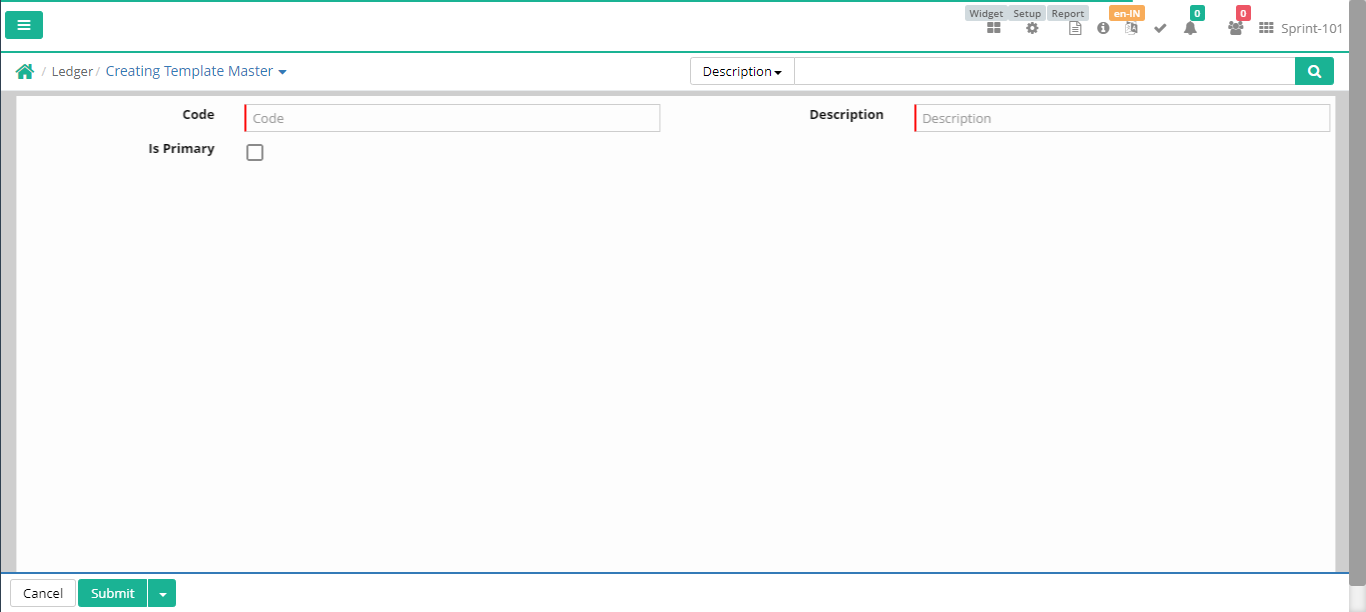 Widget Setup Report en-IN 0 0
Sprint-101
/ Ledger / Creating Template Master
Description
Code Code Description Description
Is Primary
Cancel Submit